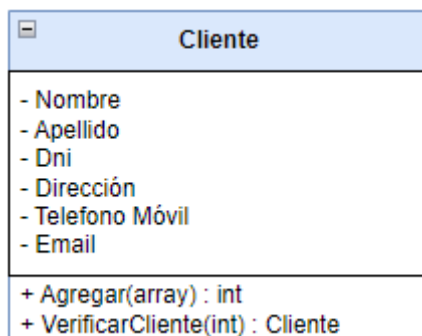 Cliente
- Nombre
- Apellido
- Dni
- Dirección
- Telefono Móvil
- Email
+ Agregar(array) : int
+ VerificarCliente(int) : Cliente